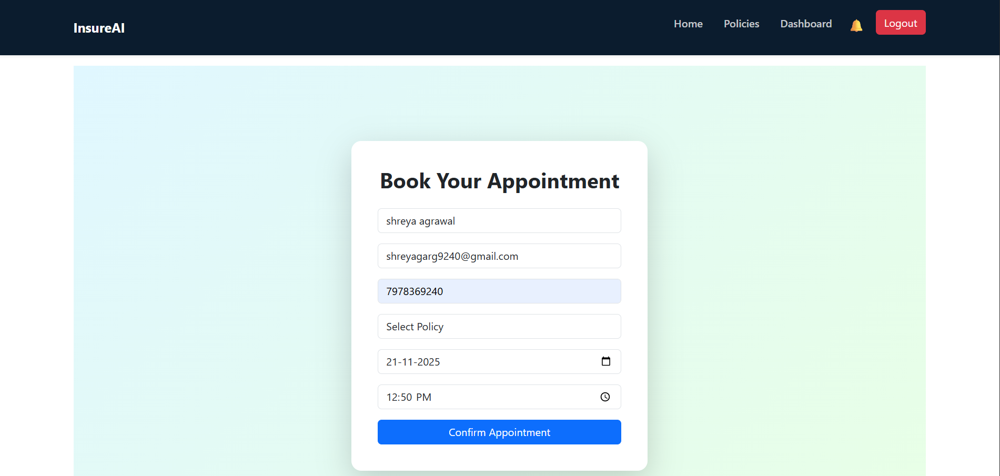 InsureAI
Home Policies Dashboard Logout
Book Your Appointment
shreya agrawal
shreyagarg9240@gmail.com
7978369240
Select Policy
21-11-2025
12:50 PM
Confirm Appointment